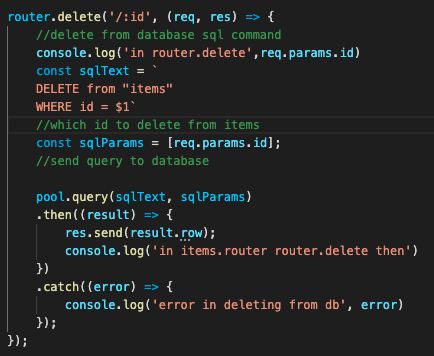 router.delete('/:id', (req, res) => {
    //delete from database sql command
    console.log('in router.delete',req.params.id)
    const sqlText = `
    DELETE from "items"
    WHERE id = $1`
    //which id to delete from items
    const sqlParams = [req.params.id];
    //send query to database

    pool.query(sqlText, sqlParams)
    .then((result) => {
        res.send(result.row);
        console.log('in items.router router.delete then')
    })
    .catch((error) => {
        console.log('error in deleting from db', error)
    });
});